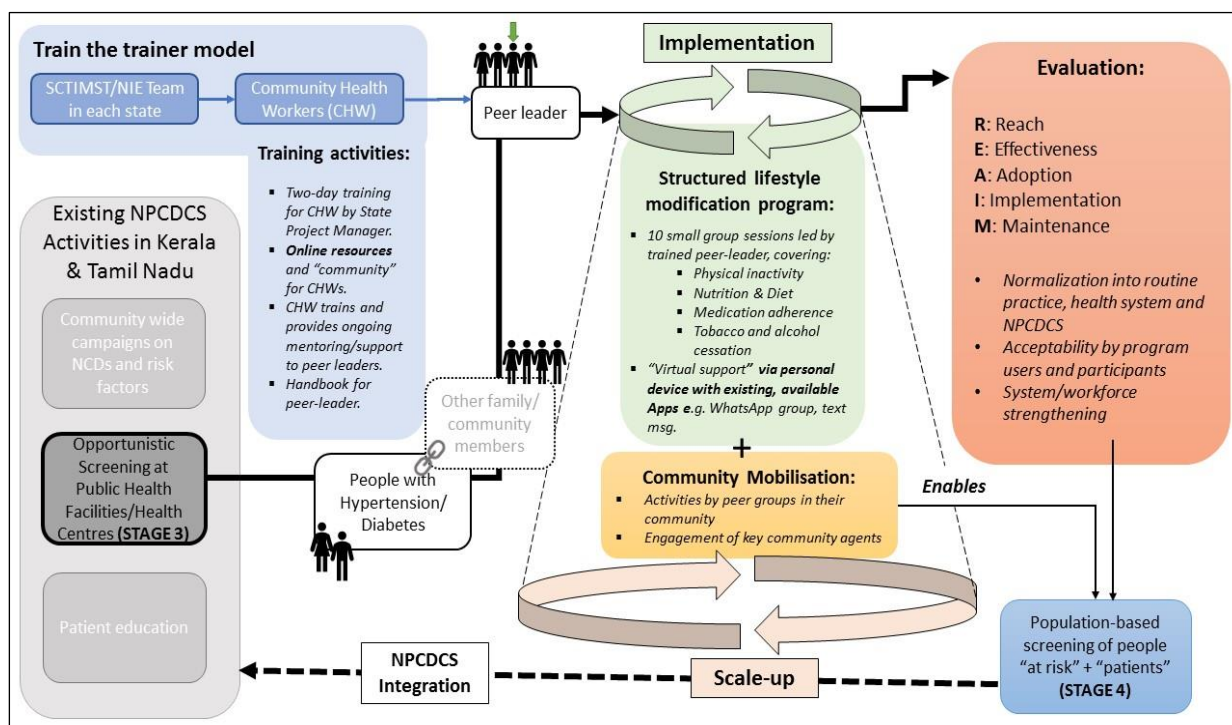 Train the trainer model
SCTIMST/NIE Team
in each state
Community Health
Workers (CHW)
Training activities:
▪ Two-day training
for CHW by State
Project Manager.
▪ Online resources
and “community”
for CHWs.
▪ CHW trains and
provides ongoing
mentoring/support
to peer leaders.
▪ Handbook for
peer-leader.
Existing NPCDCS
Activities in Kerala
& Tamil Nadu
Community wide
campaigns on
NCDs and risk
factors
Opportunistic
Screening at
Public Health
Facilities/Health
Centres (STAGE 3)
Patient education
Peer leader
Other family/
community
members
People with
Hypertension/
Diabetes
Implementation
Structured lifestyle
modification program:
▪ 10 small group sessions led by
trained peer-leader, covering:
▪ Physical inactivity
▪ Nutrition & Diet
▪ Medication adherence
▪ Tobacco and alcohol
cessation
▪ “Virtual support” via personal
device with existing, available
Apps e.g. WhatsApp group, text
msg.
+
Community Mobilisation:
▪ Activities by peer groups in their
community
▪ Engagement of key community agents
Enables
Evaluation:
R: Reach
E: Effectiveness
A: Adoption
I: Implementation
M: Maintenance
• Normalization into routine
practice, health system and
NPCDCS
• Acceptability by program
users and participants
• System/workforce
strengthening
Population-based
screening of people
“at risk” + “patients”
(STAGE 4)
Scale-up
NPCDCS
Integration